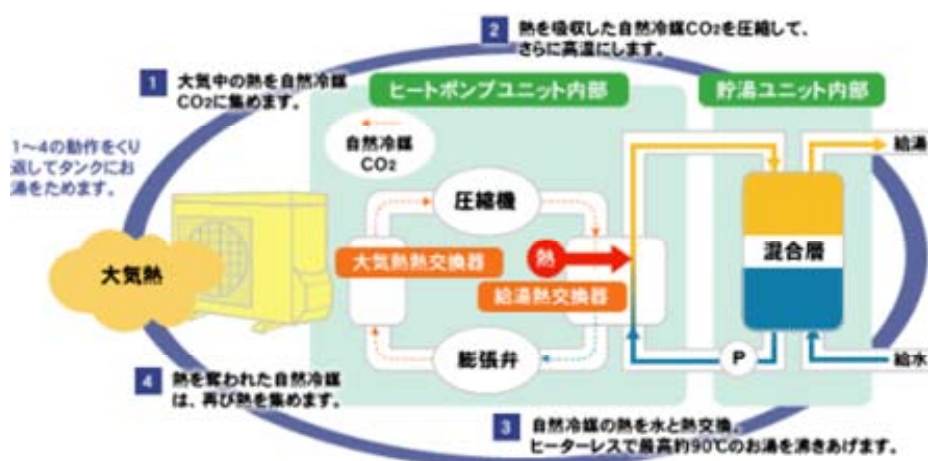 2 熱を吸収した自然冷媒CO2を圧縮して、
さらに高温にします。
1 大気中の熱を自然冷媒
CO2に集めます。
ヒートポンプユニット内部
貯湯ユニット内部
1～4の動作をくり
返してタンクにお
湯をためます。
自然冷媒
CO2
給湯
圧縮機
大気熱
大気熱熱交換器
熱
混合層
給湯熱交換器
膨張弁
P
給水
4 熱を奪われた自然冷媒
は、再び熱を集めます。
3 自然冷媒の熱を水と熱交換。
ヒーターレスで最高約90℃のお湯を沸きあげます。